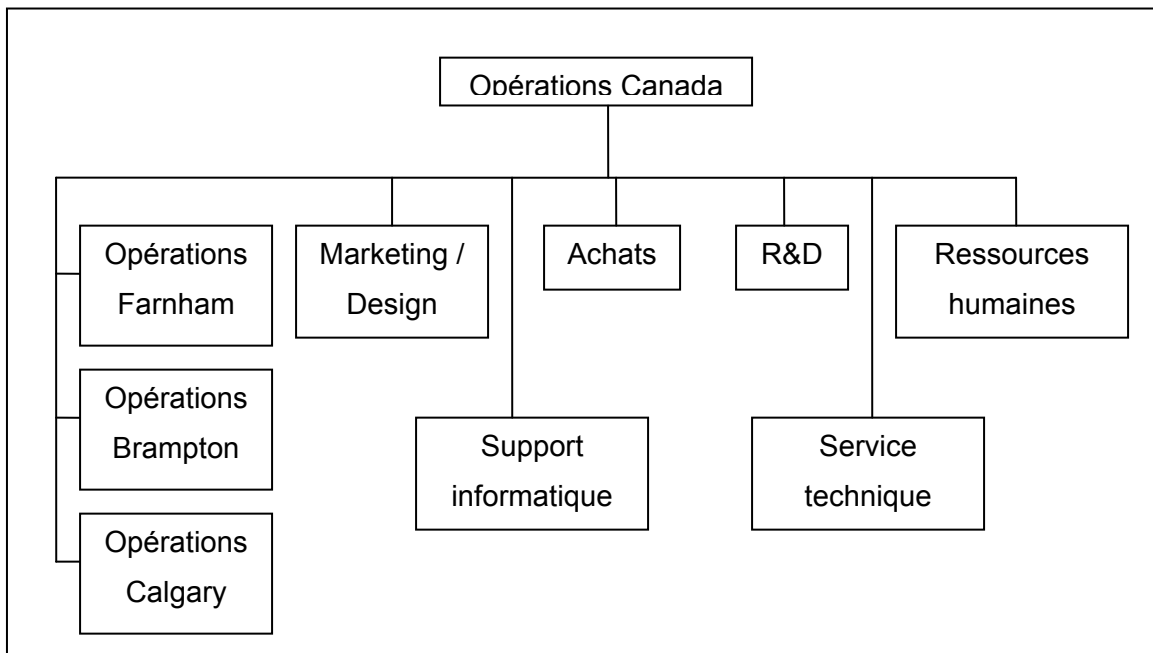 Opérations Canada
Opérations
Farnham
Marketing /
Design
Achats
R&D
Ressources
humaines
Opérations
Brampton
Support
informatique
Service
technique
Opérations
Calgary